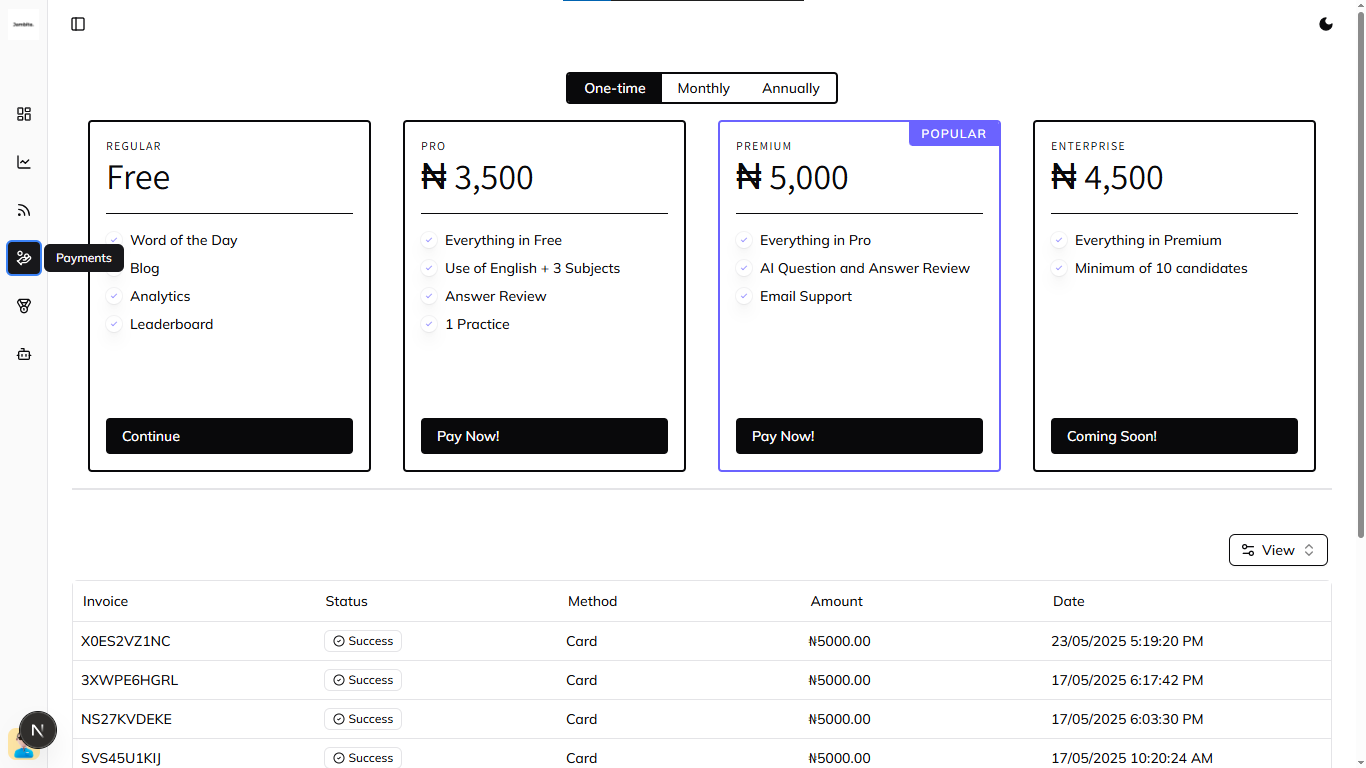 Jambite.
One-time Monthly Annually
POPULAR
REGULAR
Free
Word of the Day
Blog
Analytics
Leaderboard
Continue
PRO
₦ 3,500
Everything in Free
Use of English + 3 Subjects
Answer Review
1 Practice
Pay Now!
PREMIUM
₦ 5,000
Everything in Pro
AI Question and Answer Review
Email Support
Pay Now!
ENTERPRISE
₦ 4,500
Everything in Premium
Minimum of 10 candidates
Coming Soon!
Payments
View
Invoice Status Method Amount Date
X0ES2VZ1NC Success Card ₦5000.00 23/05/2025 5:19:20 PM
3XWPE6HGRL Success Card ₦5000.00 17/05/2025 6:17:42 PM
NS27KVDEKE Success Card ₦5000.00 17/05/2025 6:03:30 PM
SVS45U1KIJ Success Card ₦5000.00 17/05/2025 10:20:24 AM
N